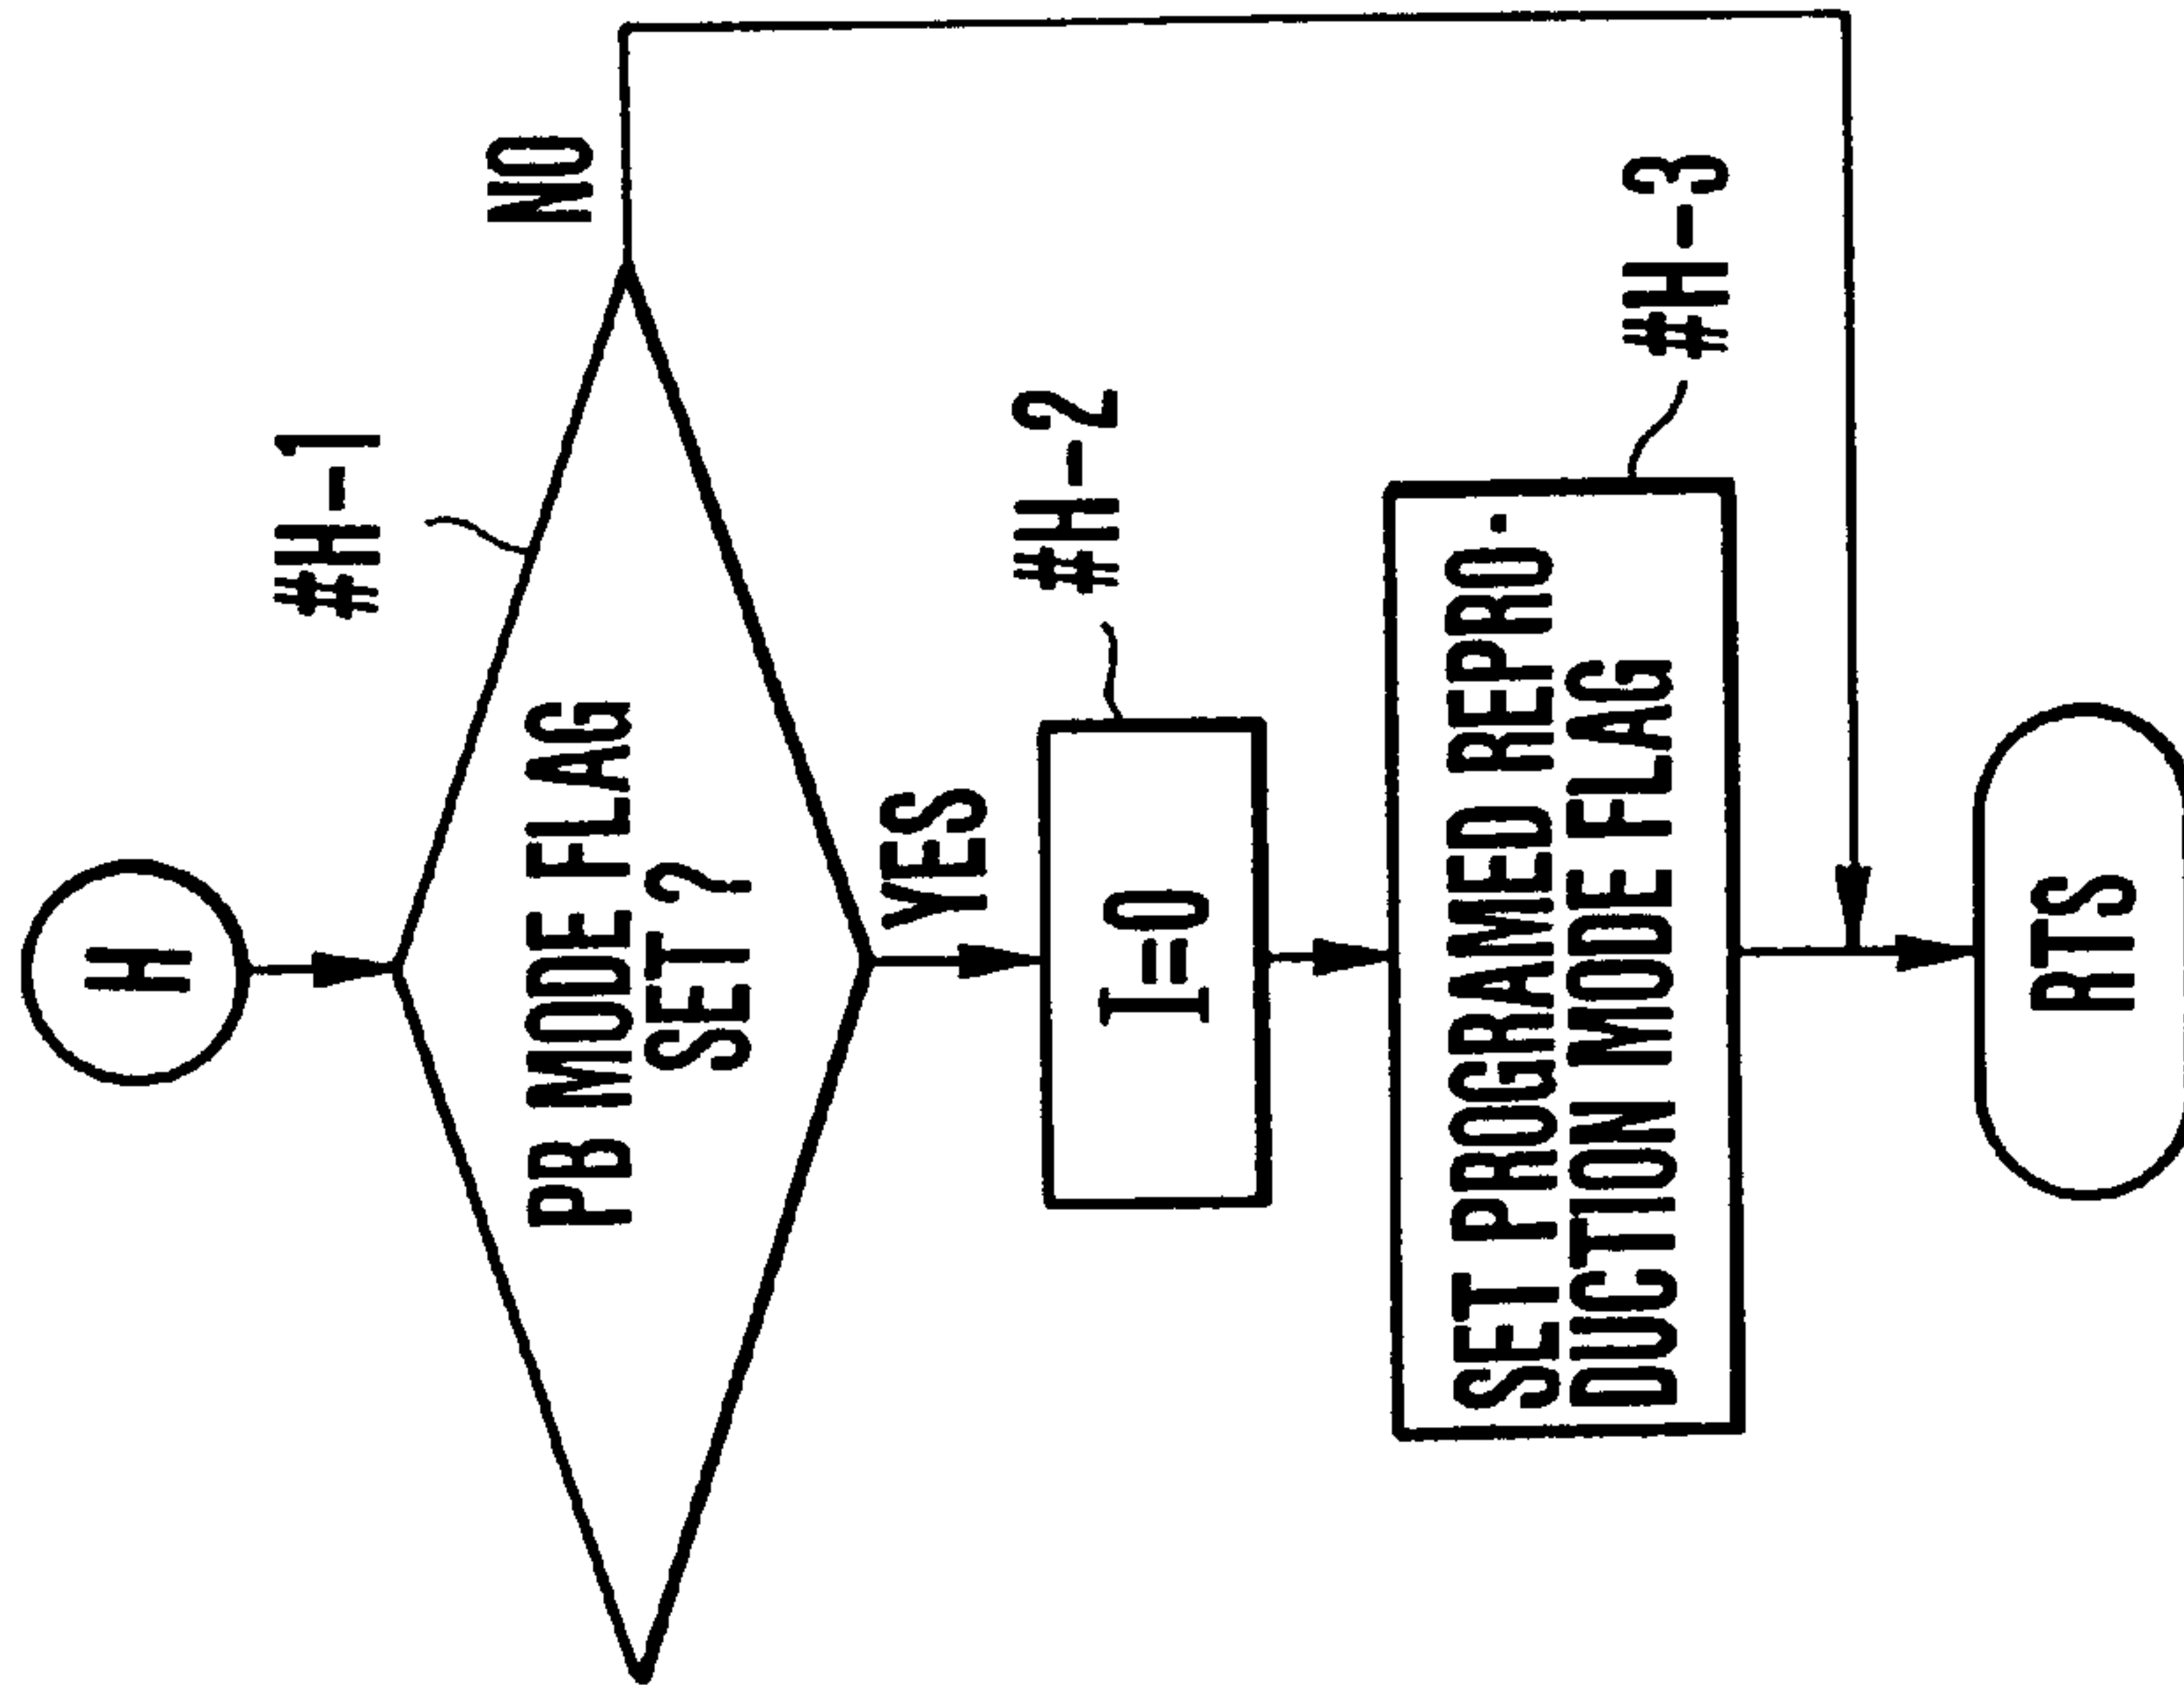 H
#H-1
PB MODE FLAG
SET ?
NO
YES
#H-2
I=0
#H-3
SET PROGRAMED REPRO·
DUCTION MODE FLAG
RTS